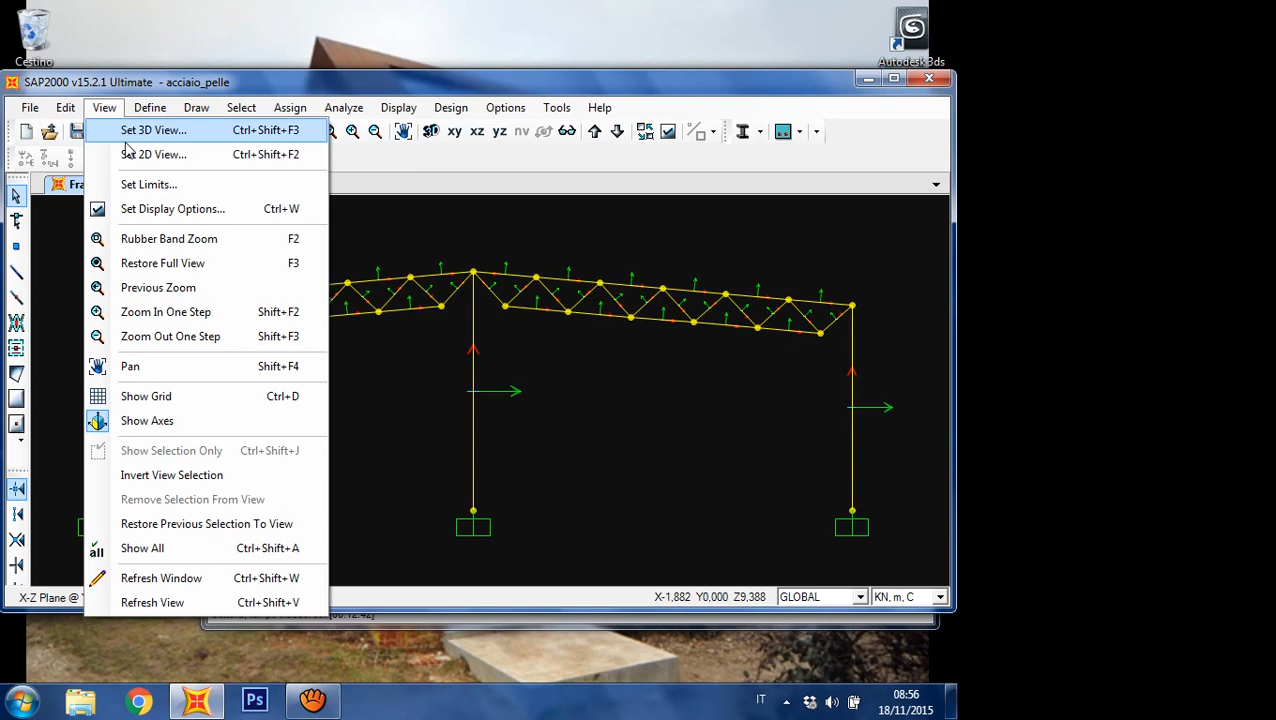 Cestino
Autodesk 3ds
SAP2000 v15.2.1 Ultimate - acciaio_pelle
File Edit View Define Draw Select Assign Analyze Display Design Options Tools Help
xy xz yz nv
Set 3D View... Ctrl+Shift+F3
Set 2D View... Ctrl+Shift+F2
Set Limits...
Set Display Options... Ctrl+W
Rubber Band Zoom F2
Restore Full View F3
Previous Zoom
Zoom In One Step Shift+F2
Zoom Out One Step Shift+F3
Pan Shift+F4
Show Grid Ctrl+D
Show Axes
Show Selection Only Ctrl+Shift+J
Invert View Selection
Remove Selection From View
Restore Previous Selection To View
all Show All Ctrl+Shift+A
Refresh Window Ctrl+Shift+W
Refresh View Ctrl+Shift+V
X-Z Plane @ X-1,882 Y0,000 Z9,388 GLOBAL KN, m, C
Ps
IT
08:56
18/11/2015